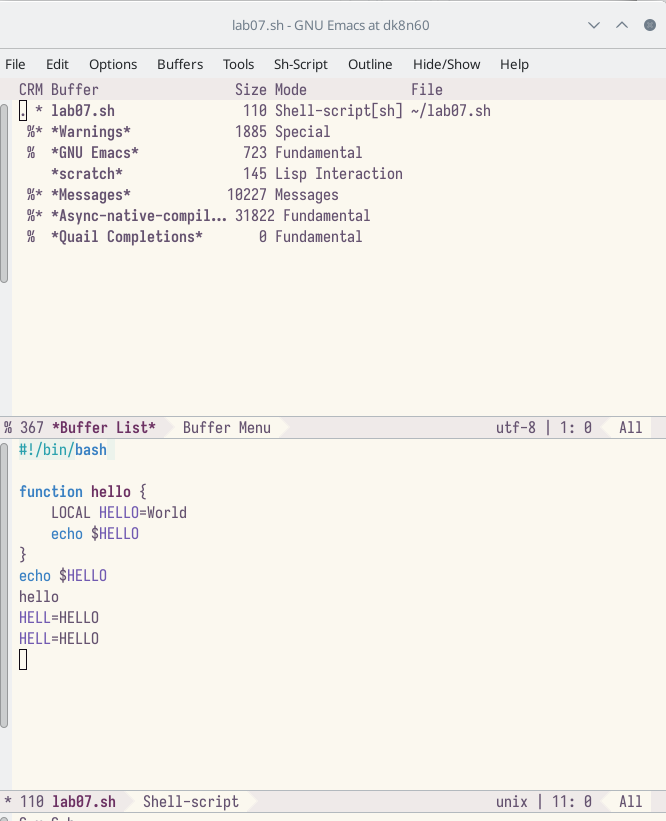 lab07.sh - GNU Emacs at dk8n60
File Edit Options Buffers Tools Sh-Script Outline Hide/Show Help
CRM Buffer Size Mode File
. * lab07.sh 110 Shell-script[sh] ~/lab07.sh
%* *Warnings* 1885 Special
% *GNU Emacs* 723 Fundamental
*scratch* 145 Lisp Interaction
%* *Messages* 10227 Messages
%* *Async-native-compil... 31822 Fundamental
% *Quail Completions* 0 Fundamental
% 367 *Buffer List* Buffer Menu utf-8 | 1: 0 All
#!/bin/bash
function hello {
LOCAL HELLO=World
echo $HELLO
}
echo $HELLO
hello
HELL=HELLO
HELL=HELLO
* 110 lab07.sh Shell-script unix | 11: 0 All